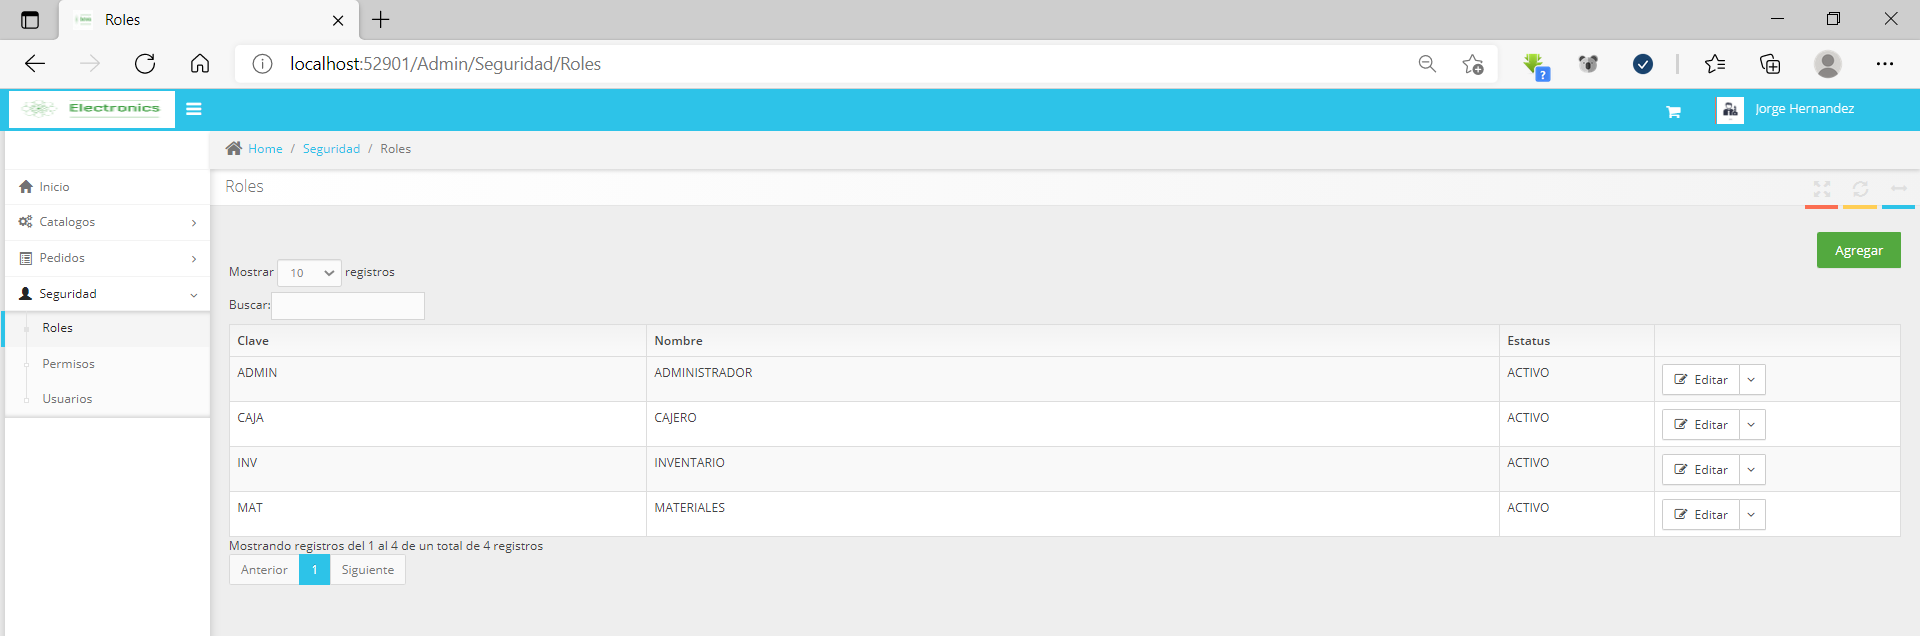 Roles
localhost:52901/Admin/Seguridad/Roles
?
Electronics
Jorge Hernandez
Home / Seguridad / Roles
Inicio
Catalogos
Pedidos
Seguridad
Roles
Permisos
Usuarios
Roles
Agregar
Mostrar 10 registros
Buscar:
Clave Nombre Estatus
ADMIN ADMINISTRADOR ACTIVO Editar
CAJA CAJERO ACTIVO Editar
INV INVENTARIO ACTIVO Editar
MAT MATERIALES ACTIVO Editar
Mostrando registros del 1 al 4 de un total de 4 registros
Anterior 1 Siguiente